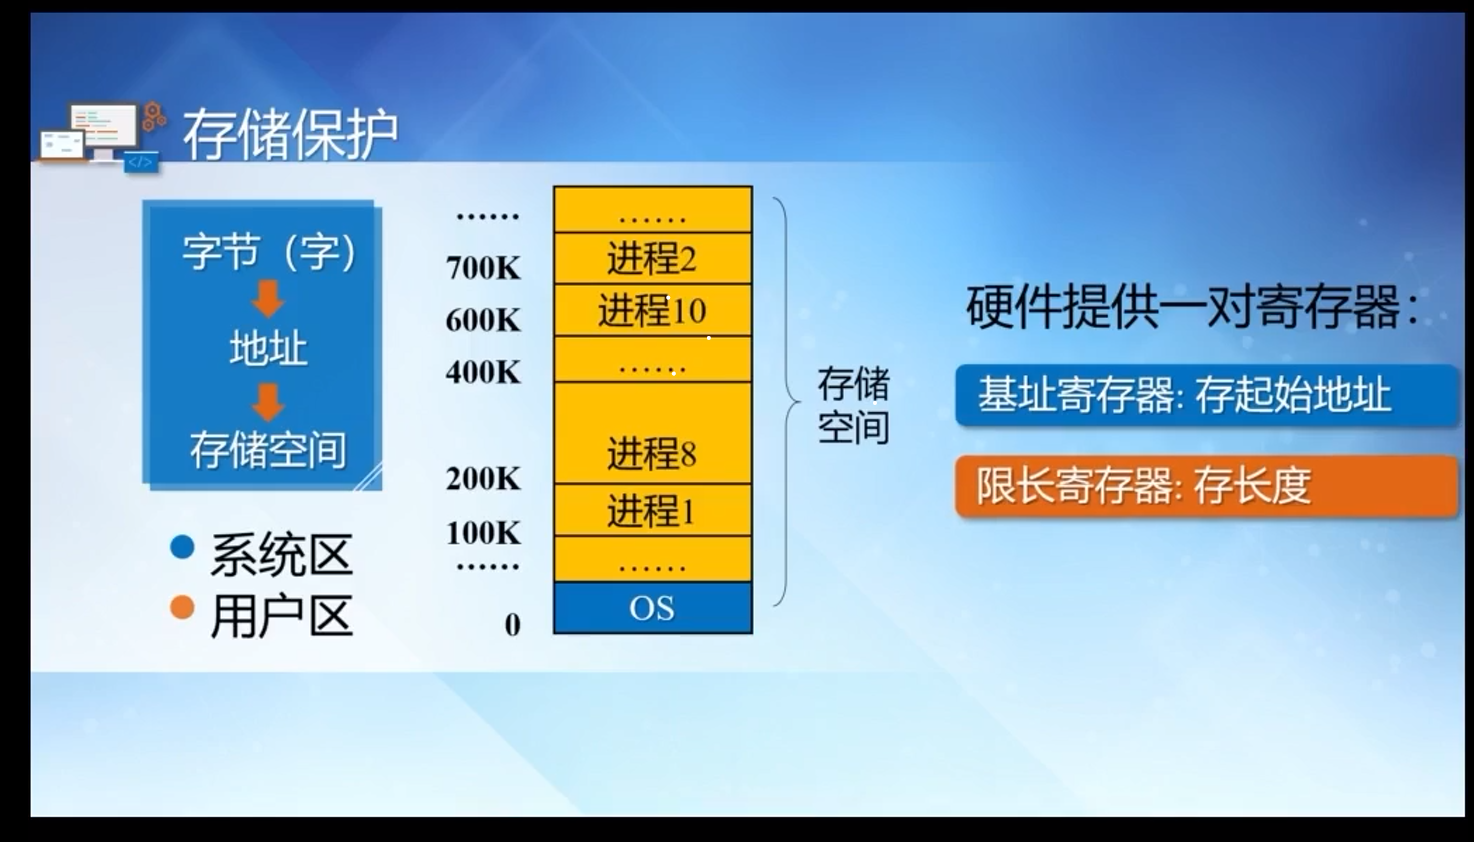 存储保护
</>
字节（字）
地址
存储空间
系统区
用户区
......
700K
600K
400K
200K
100K
......
0
......
进程2
进程10
......
进程8
进程1
......
OS
存储
空间
硬件提供一对寄存器：
基址寄存器: 存起始地址
限长寄存器: 存长度